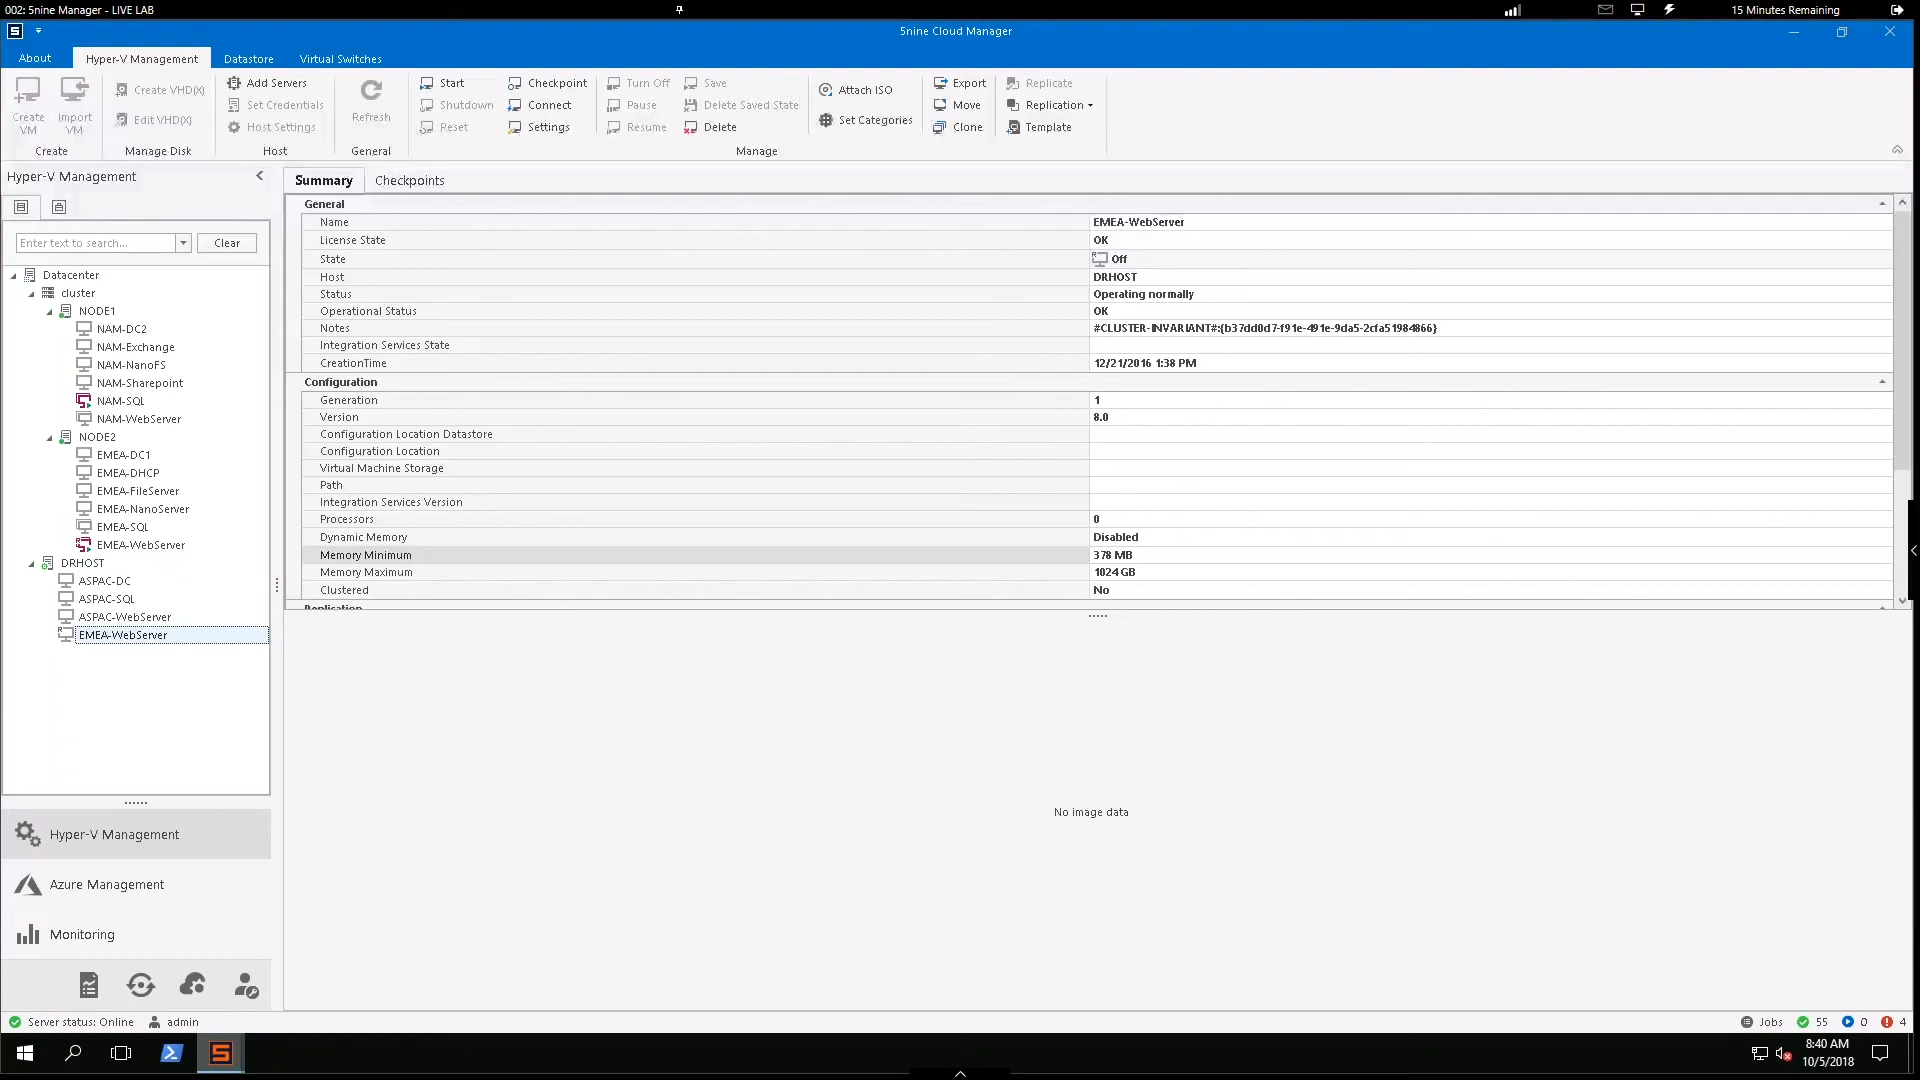 002: 5nine Manager - LIVE LAB
15 Minutes Remaining
5nine Cloud Manager
About
Hyper-V Management
Datastore
Virtual Switches
Create VM
Import VM
Create
Create VHD(X)
Edit VHD(X)
Manage Disk
Add Servers
Set Credentials
Host Settings
Host
Refresh
General
Start
Shutdown
Reset
Checkpoint
Connect
Settings
Turn Off
Pause
Resume
Save
Delete Saved State
Delete
Attach ISO
Set Categories
Export
Move
Clone
Replicate
Replication
Template
Manage
Hyper-V Management
Enter text to search...
Clear
Datacenter
cluster
NODE1
NAM-DC2
NAM-Exchange
NAM-NanoFS
NAM-Sharepoint
NAM-SQL
NAM-WebServer
NODE2
EMEA-DC1
EMEA-DHCP
EMEA-FileServer
EMEA-NanoServer
EMEA-SQL
EMEA-WebServer
DRHOST
ASPAC-DC
ASPAC-SQL
ASPAC-WebServer
EMEA-WebServer
Hyper-V Management
Azure Management
Monitoring
Summary
Checkpoints
General
Name EMEA-WebServer
License State OK
State Off
Host DRHOST
Status Operating normally
Operational Status OK
Notes #CLUSTER-INVARIANT#:{b37dd0d7-f91e-491e-9da5-2cfa51984866}
Integration Services State
CreationTime 12/21/2016 1:38 PM
Configuration
Generation 1
Version 8.0
Configuration Location Datastore
Configuration Location
Virtual Machine Storage
Path
Integration Services Version
Processors 0
Dynamic Memory Disabled
Memory Minimum 378 MB
Memory Maximum 1024 GB
Clustered No
Replication
No image data
Server status: Online
admin
Jobs 55 0 4
8:40 AM
10/5/2018